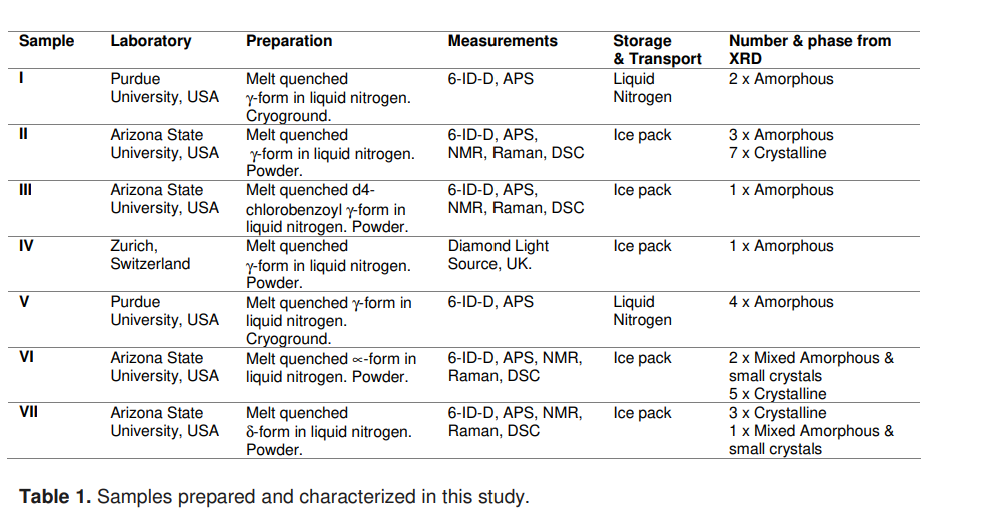 Sample Laboratory Preparation Measurements Storage Number & phase from
& Transport XRD
I Purdue Melt quenched 6-ID-D, APS Liquid 2 x Amorphous
University, USA γ-form in liquid nitrogen. Nitrogen
Cryoground.
II Arizona State Melt quenched 6-ID-D, APS, Ice pack 3 x Amorphous
University, USA γ-form in liquid nitrogen. NMR, Raman, DSC 7 x Crystalline
Powder.
III Arizona State Melt quenched d4- 6-ID-D, APS, Ice pack 1 x Amorphous
University, USA chlorobenzoyl γ-form in NMR, Raman, DSC
liquid nitrogen. Powder.
IV Zurich, Melt quenched Diamond Light Ice pack 1 x Amorphous
Switzerland γ-form in liquid nitrogen. Source, UK.
Powder.
V Purdue Melt quenched γ-form in 6-ID-D, APS Liquid 4 x Amorphous
University, USA liquid nitrogen. Nitrogen
Cryoground.
VI Arizona State Melt quenched ∝-form in 6-ID-D, APS, NMR, Ice pack 2 x Mixed Amorphous &
University, USA liquid nitrogen. Powder. Raman, DSC small crystals
5 x Crystalline
VII Arizona State Melt quenched 6-ID-D, APS, NMR, Ice pack 3 x Crystalline
University, USA δ-form in liquid nitrogen. Raman, DSC 1 x Mixed Amorphous &
Powder. small crystals
Table 1. Samples prepared and characterized in this study.